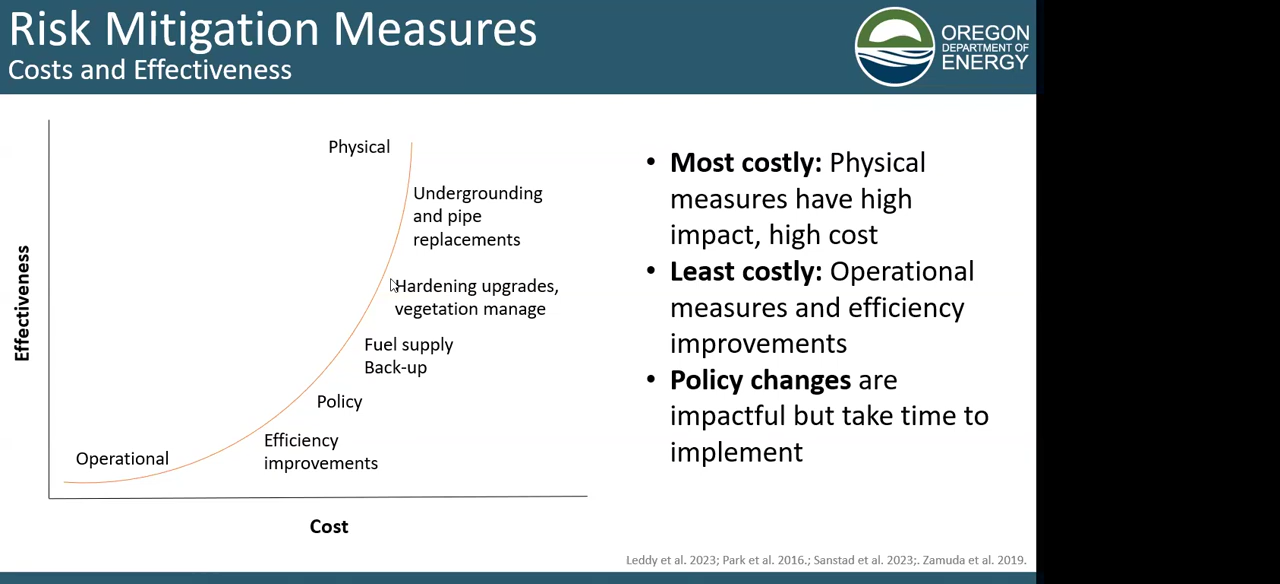 Risk Mitigation Measures
Costs and Effectiveness
OREGON
DEPARTMENT OF
ENERGY
Effectiveness
Physical
Undergrounding
and pipe
replacements
Hardening upgrades,
vegetation manage
Fuel supply
Back-up
Policy
Efficiency
improvements
Operational
Cost
• Most costly: Physical
measures have high
impact, high cost
• Least costly: Operational
measures and efficiency
improvements
• Policy changes are
impactful but take time to
implement
Leddy et al. 2023; Park et al. 2016.; Sanstad et al. 2023;. Zamuda et al. 2019.